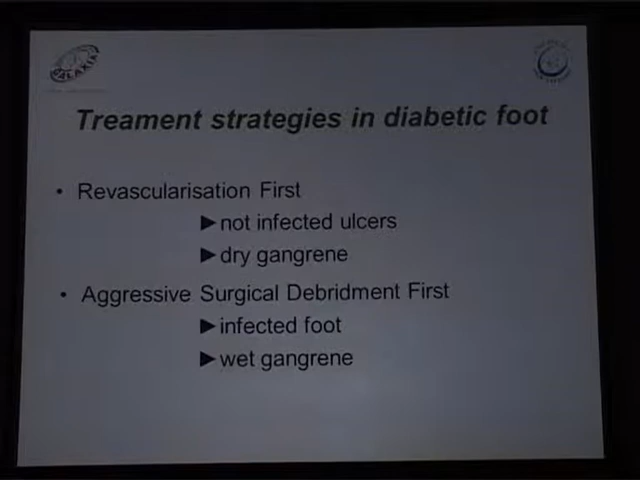 Treament strategies in diabetic foot
• Revascularisation First
►not infected ulcers
►dry gangrene
• Aggressive Surgical Debridment First
►infected foot
►wet gangrene